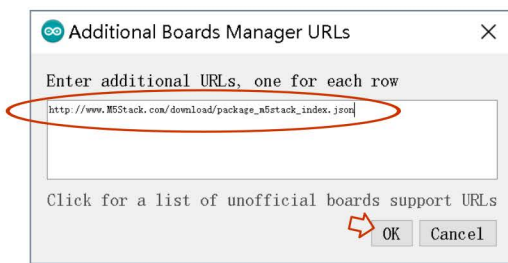 Additional Boards Manager URLs
Enter additional URLs, one for each row
http://www.M5Stack.com/download/package_m5stack_index.json
Click for a list of unofficial boards support URLs
OK Cancel